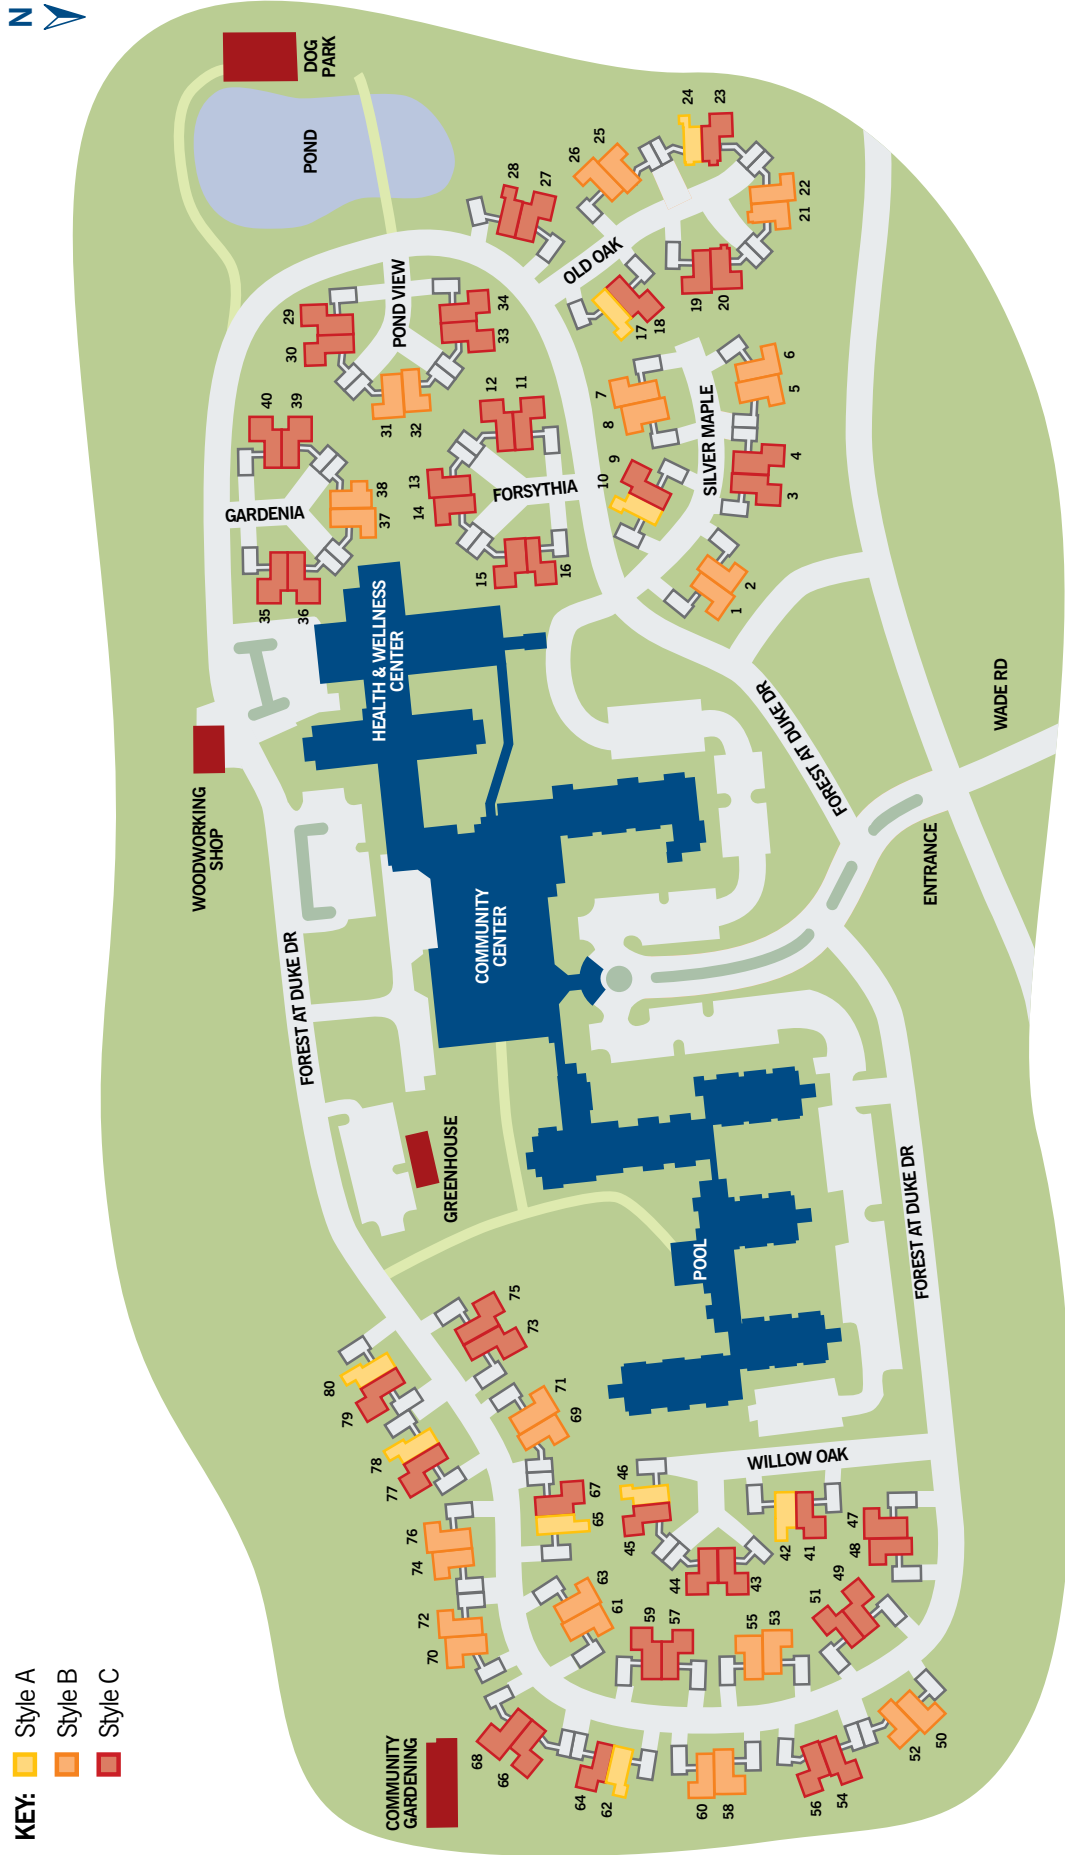 KEY:
Style A
Style B
Style C
N
DOG
PARK
POND
POND VIEW
OLD OAK
SILVER MAPLE
FORSYTHIA
GARDENIA
HEALTH & WELLNESS
CENTER
WOODWORKING
SHOP
COMMUNITY
CENTER
FOREST AT DUKE DR
FOREST AT DUKE DR
FOREST AT DUKE DR
WADE RD
ENTRANCE
GREENHOUSE
POOL
WILLOW OAK
COMMUNITY
GARDENING
1
2
3
4
5
6
7
8
9
10
11
12
13
14
15
16
17
18
19
20
21
22
23
24
25
26
27
28
29
30
31
32
33
34
35
36
37
38
39
40
41
42
43
44
45
46
47
48
49
50
51
52
53
54
55
56
57
58
59
60
61
62
63
64
65
66
67
68
69
70
71
72
73
74
75
76
77
78
79
80